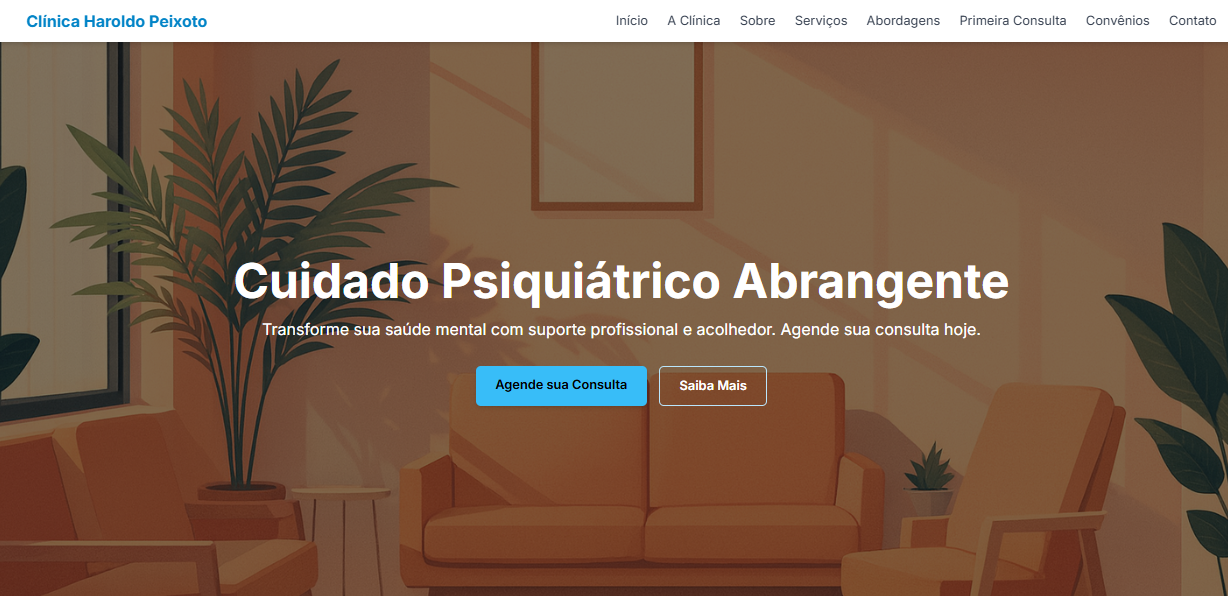 Clínica Haroldo Peixoto
Início A Clínica Sobre Serviços Abordagens Primeira Consulta Convênios Contato
Cuidado Psiquiátrico Abrangente
Transforme sua saúde mental com suporte profissional e acolhedor. Agende sua consulta hoje.
Agende sua Consulta
Saiba Mais